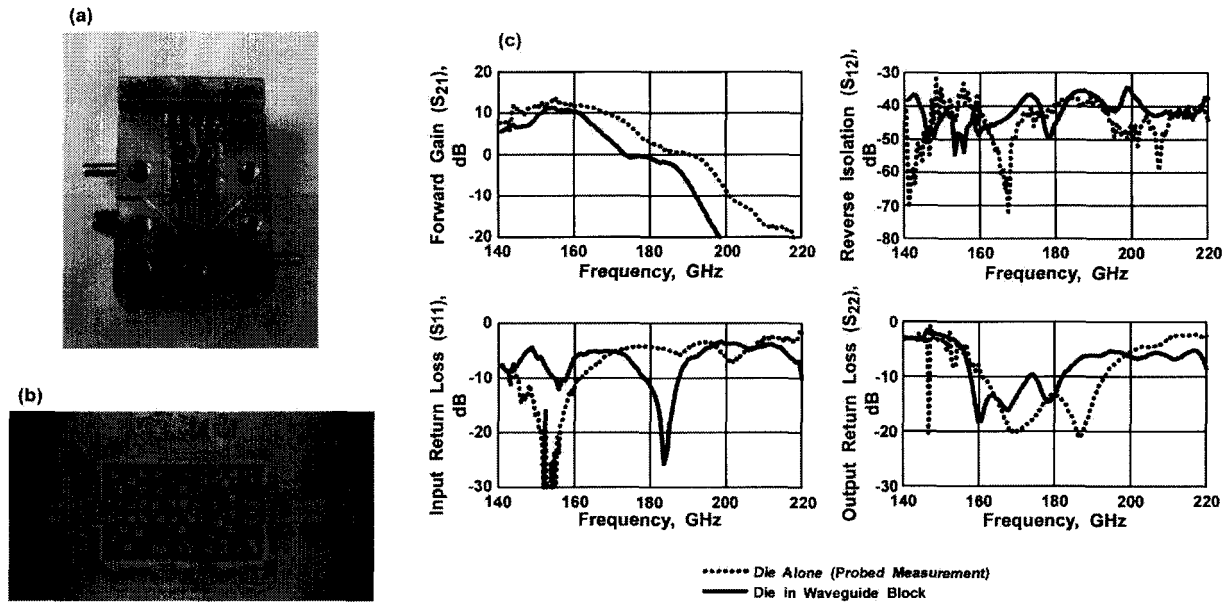 (a)
(b)
(c)
Forward Gain (S21),
dB
20
10
0
-10
-20
140 160 180 200 220
Frequency, GHz
Reverse Isolation (S12),
dB
-30
-40
-50
-60
-70
-80
140 160 180 200 220
Frequency, GHz
Input Return Loss (S11),
dB
0
-10
-20
-30
140 160 180 200 220
Frequency, GHz
Output Return Loss (S22),
dB
0
-10
-20
-30
140 160 180 200 220
Frequency, GHz
Die Alone (Probed Measurement)
Die in Waveguide Block